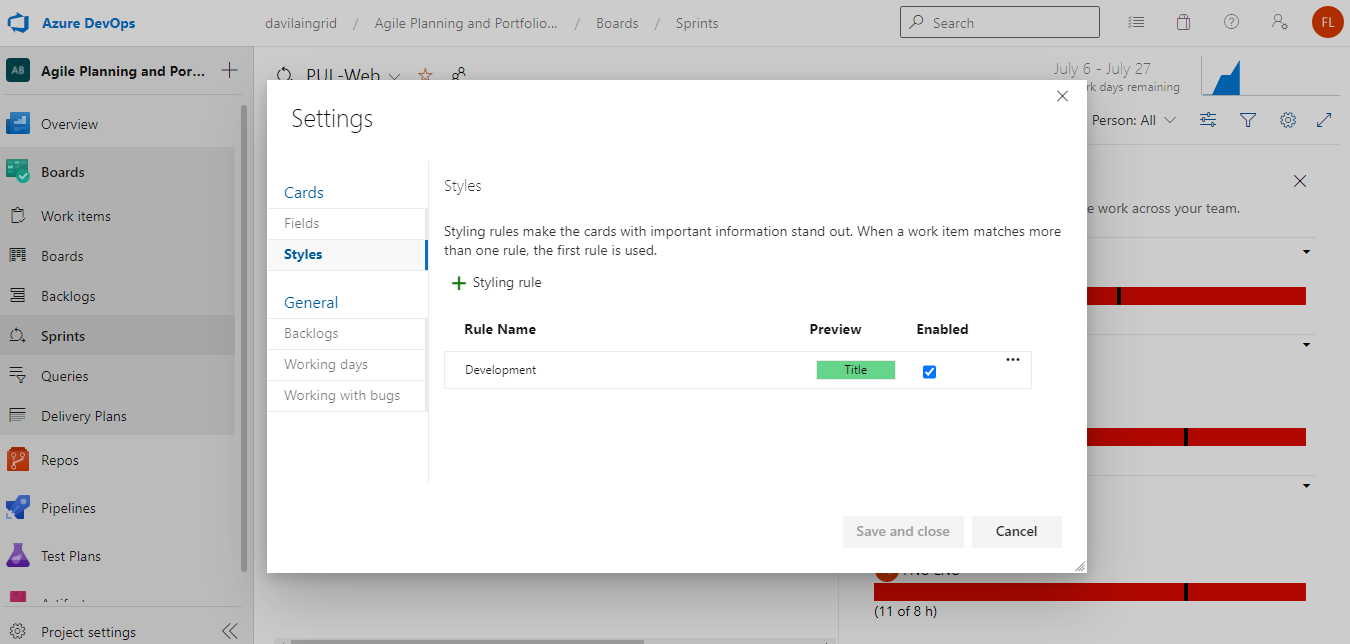 Azure DevOps
davilaingrid / Agile Planning and Portfolio... / Boards / Sprints
Search
FL
AB
Agile Planning and Por...
Overview
Boards
Work items
Boards
Backlogs
Sprints
Queries
Delivery Plans
Repos
Pipelines
Test Plans
Project settings
PUL-Web
July 6 - July 27
rk days remaining
Person: All
e work across your team.
Settings
Cards
Fields
Styles
General
Backlogs
Working days
Working with bugs
Styles
Styling rules make the cards with important information stand out. When a work item matches more
than one rule, the first rule is used.
Styling rule
Rule Name Preview Enabled
Development Title
Save and close Cancel
(11 of 8 h)